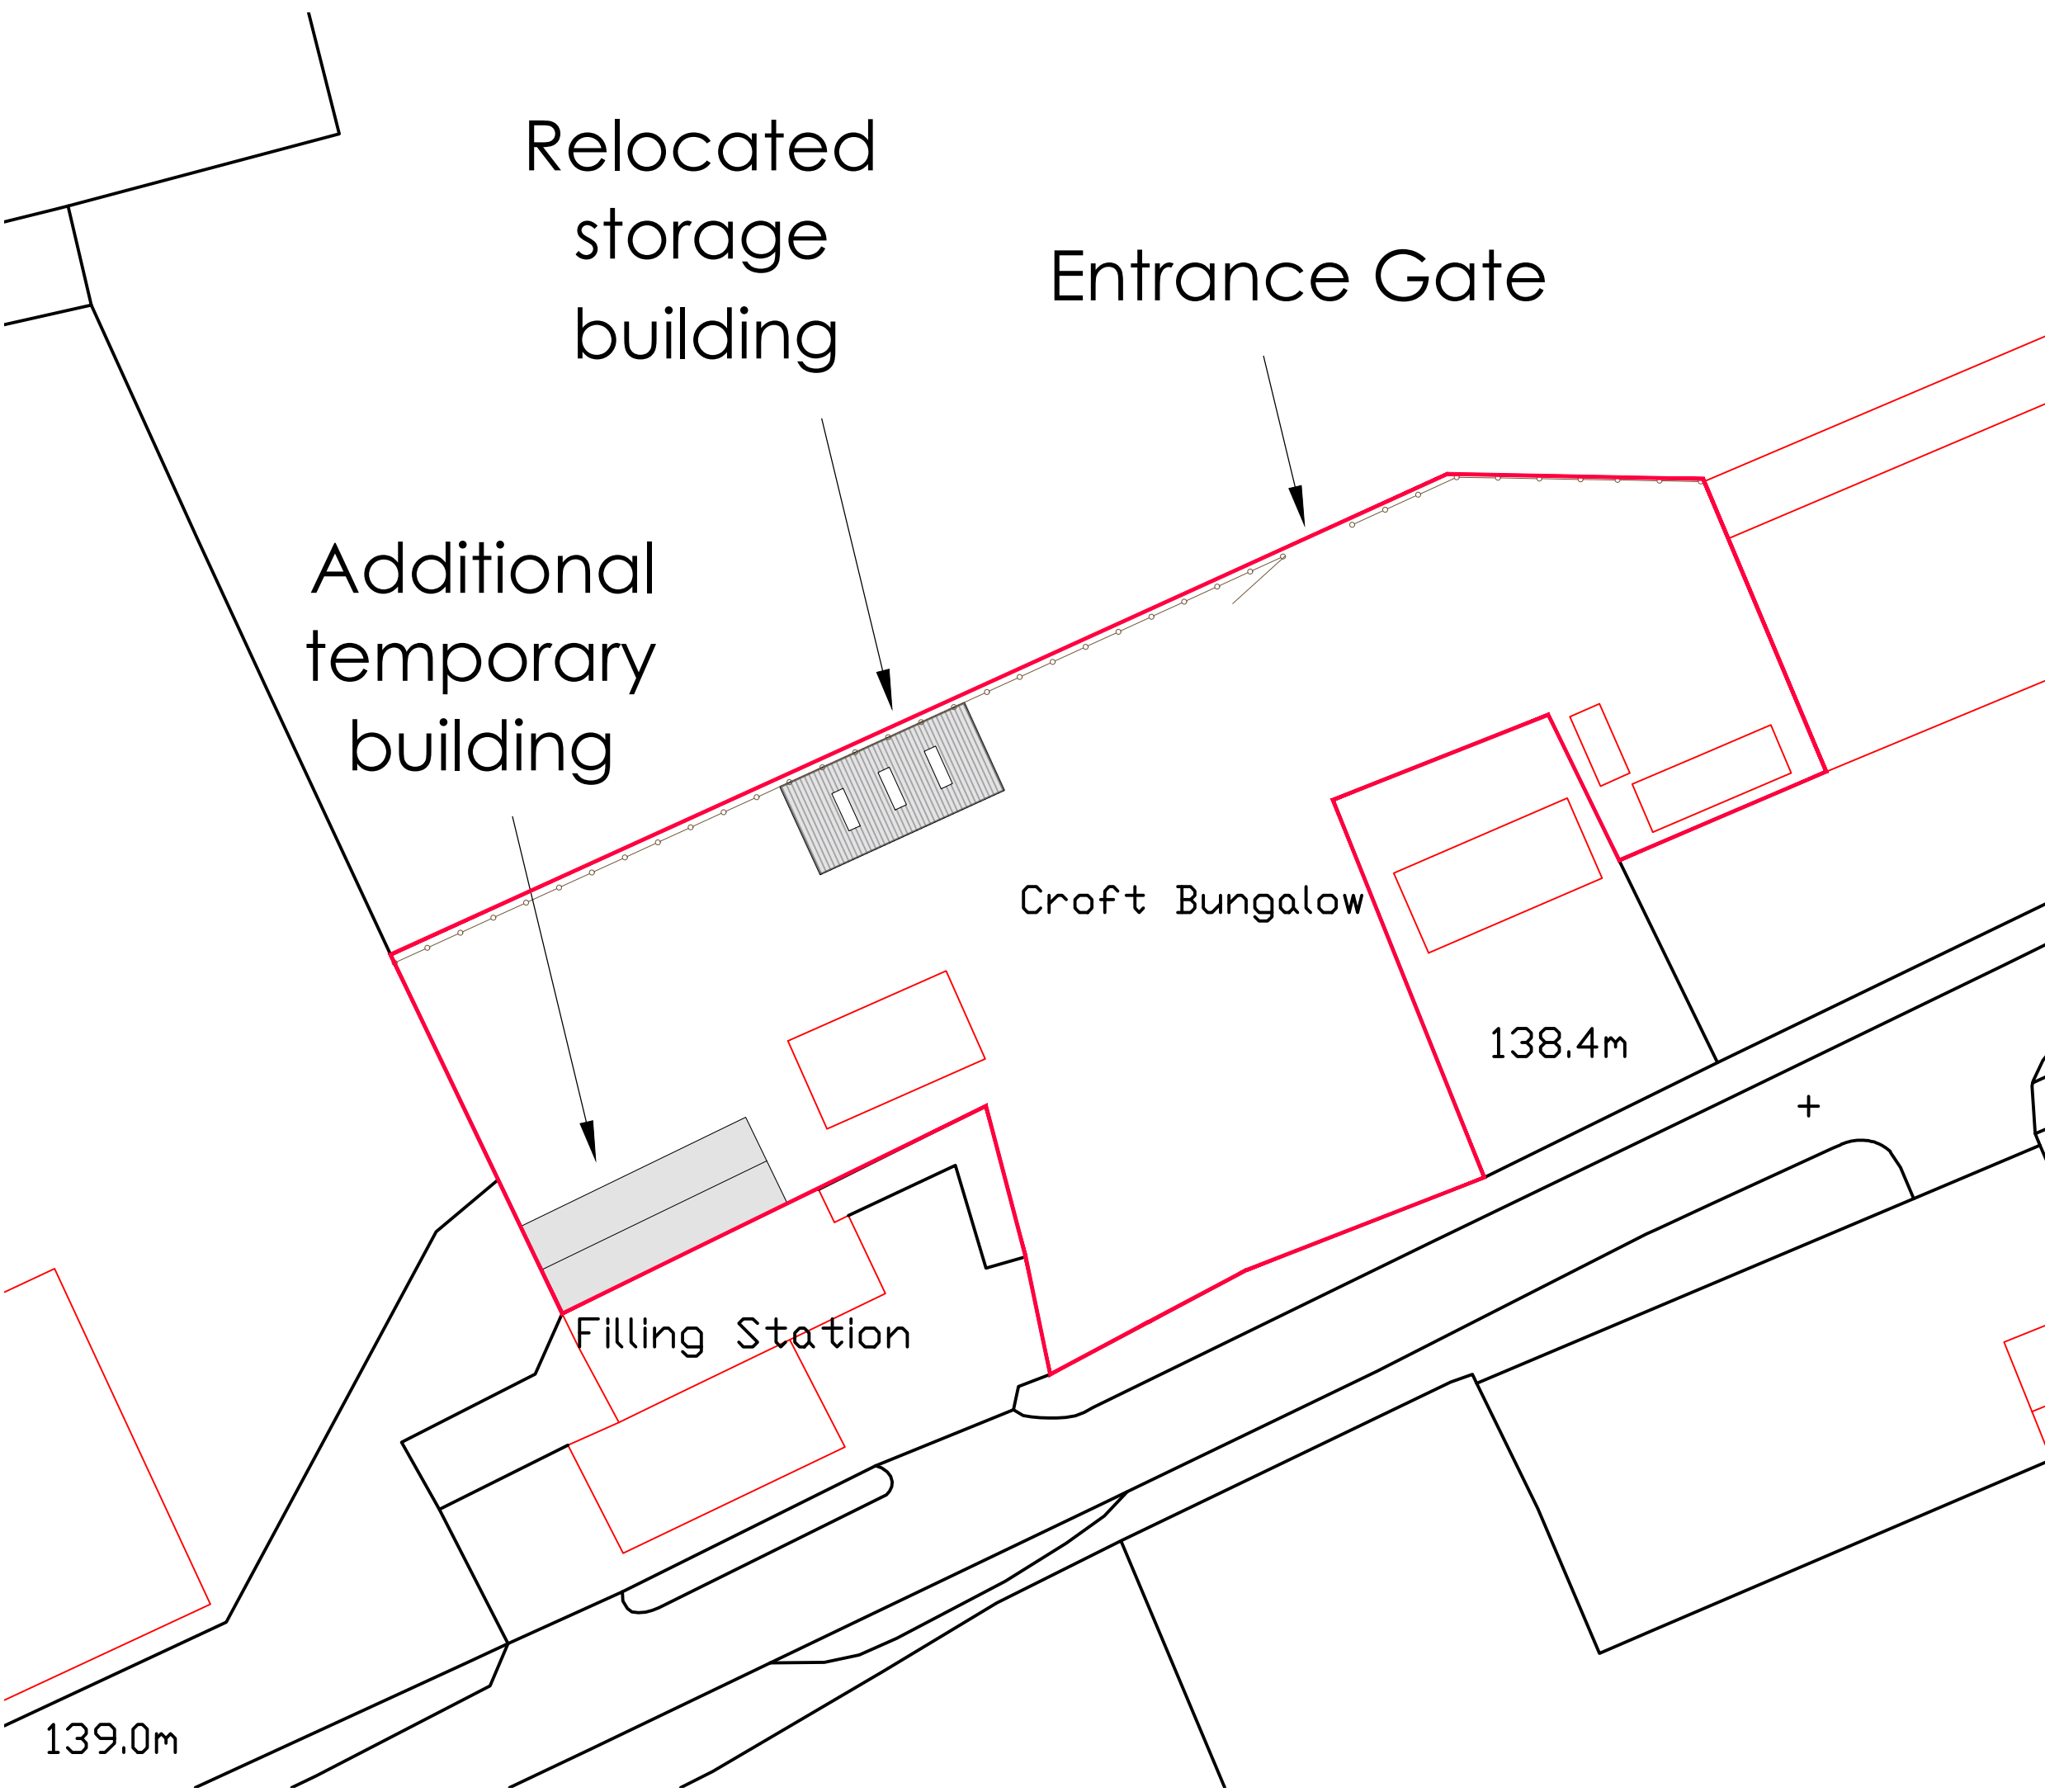 Relocated
storage
building
Entrance Gate
Additional
temporary
building
Croft Bungalow
138.4m
Filling Station
139.0m